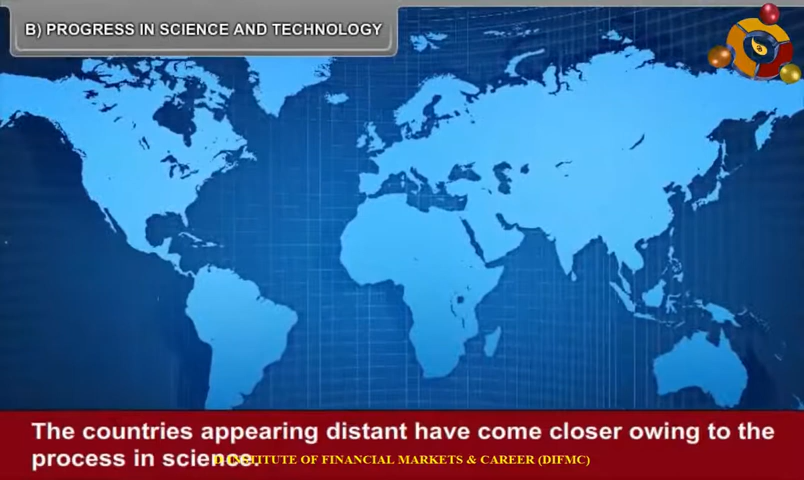 B) PROGRESS IN SCIENCE AND TECHNOLOGY
The countries appearing distant have come closer owing to the
process in science.
INSTITUTE OF FINANCIAL MARKETS & CAREER (DIFMC)